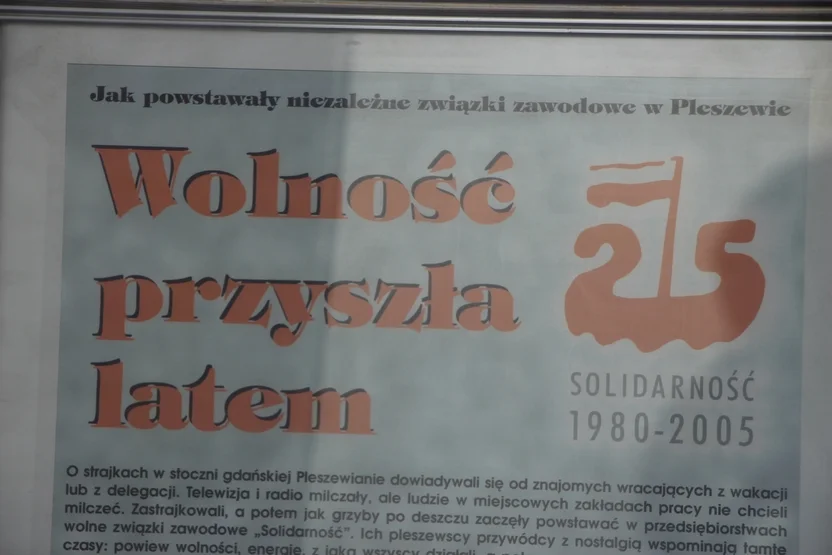 Jak powstawały niezależne związki zawodowe w Pleszewie
Wolność
przyszła
latem
25
SOLIDARNOŚĆ
1980-2005
O strajkach w stoczni gdańskiej Pleszewianie dowiadywali się od znajomych wracających z wakacji
lub z delegacji. Telewizja i radio milczały, ale ludzie w miejscowych zakładach pracy nie chcieli
milczeć. Zastrajkowali, a potem jak grzyby po deszczu zaczęły powstawać w przedsiębiorstwach
wolne związki zawodowe „Solidarność”. Ich pleszewscy przywódcy z nostalgią wspominają tamte
czasy: powiew wolności, energię, z jaką wszyscy działali, a